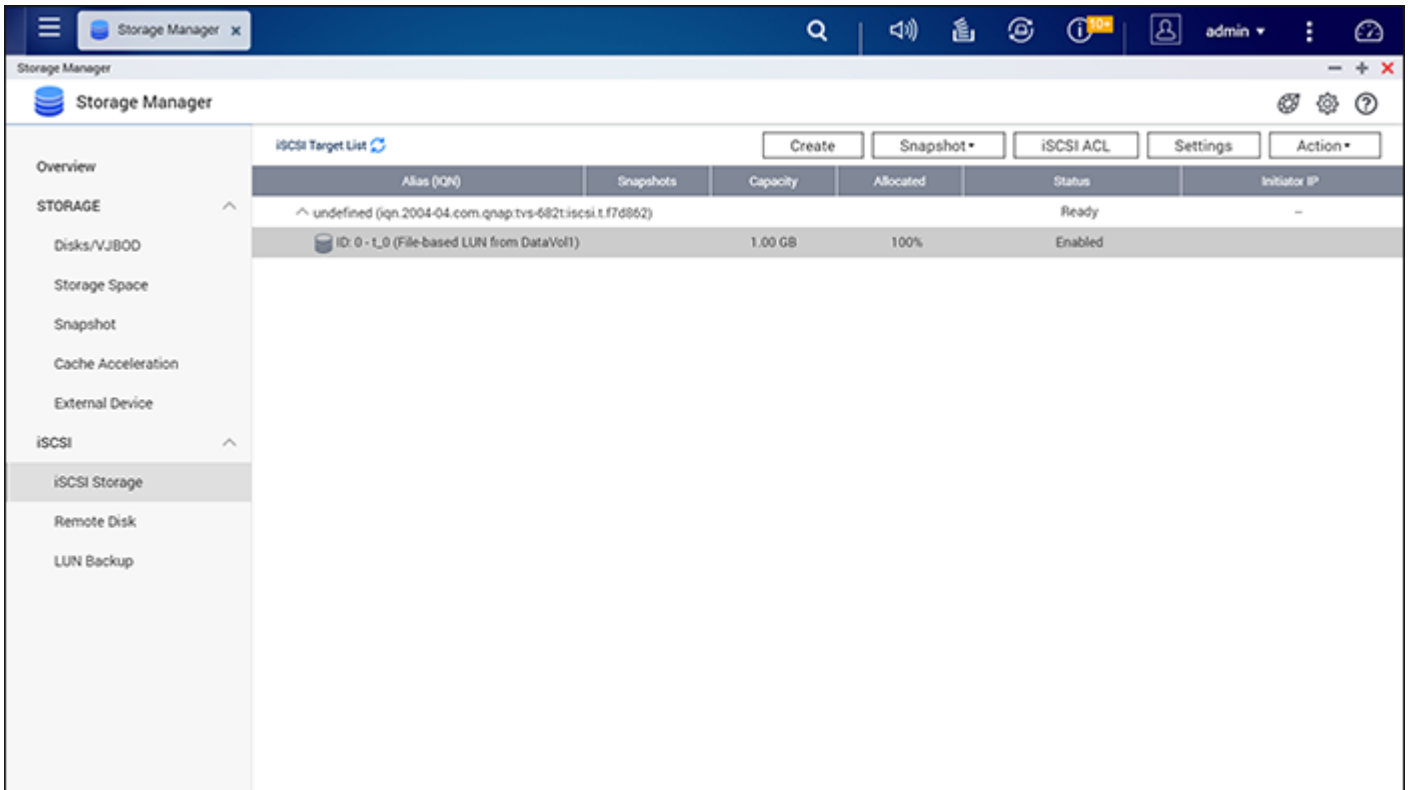 Storage Manager x
10+
admin
Storage Manager
Storage Manager
Overview
STORAGE
Disks/VJBOD
Storage Space
Snapshot
Cache Acceleration
External Device
iSCSI
iSCSI Storage
Remote Disk
LUN Backup
iSCSI Target List
Create Snapshot iSCSI ACL Settings Action
Alias (IQN) Snapshots Capacity Allocated Status Initiator IP
undefined (iqn.2004-04.com.qnap:tvs-682t:iscsi.t.f7d862) Ready --
ID: 0 - t_0 (File-based LUN from DataVol1) 1.00 GB 100% Enabled